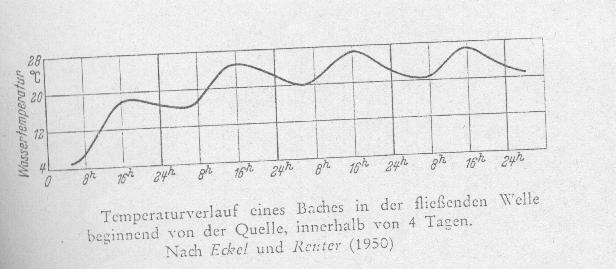 Wassertemperatur
28
°C
20
12
4
0 8h 16h 24h 8h 16h 24h 8h 16h 24h 8h 16h 24h
Temperaturverlauf eines Baches in der fließenden Welle
beginnend von der Quelle, innerhalb von 4 Tagen.
Nach Eckel und Reuter (1950)